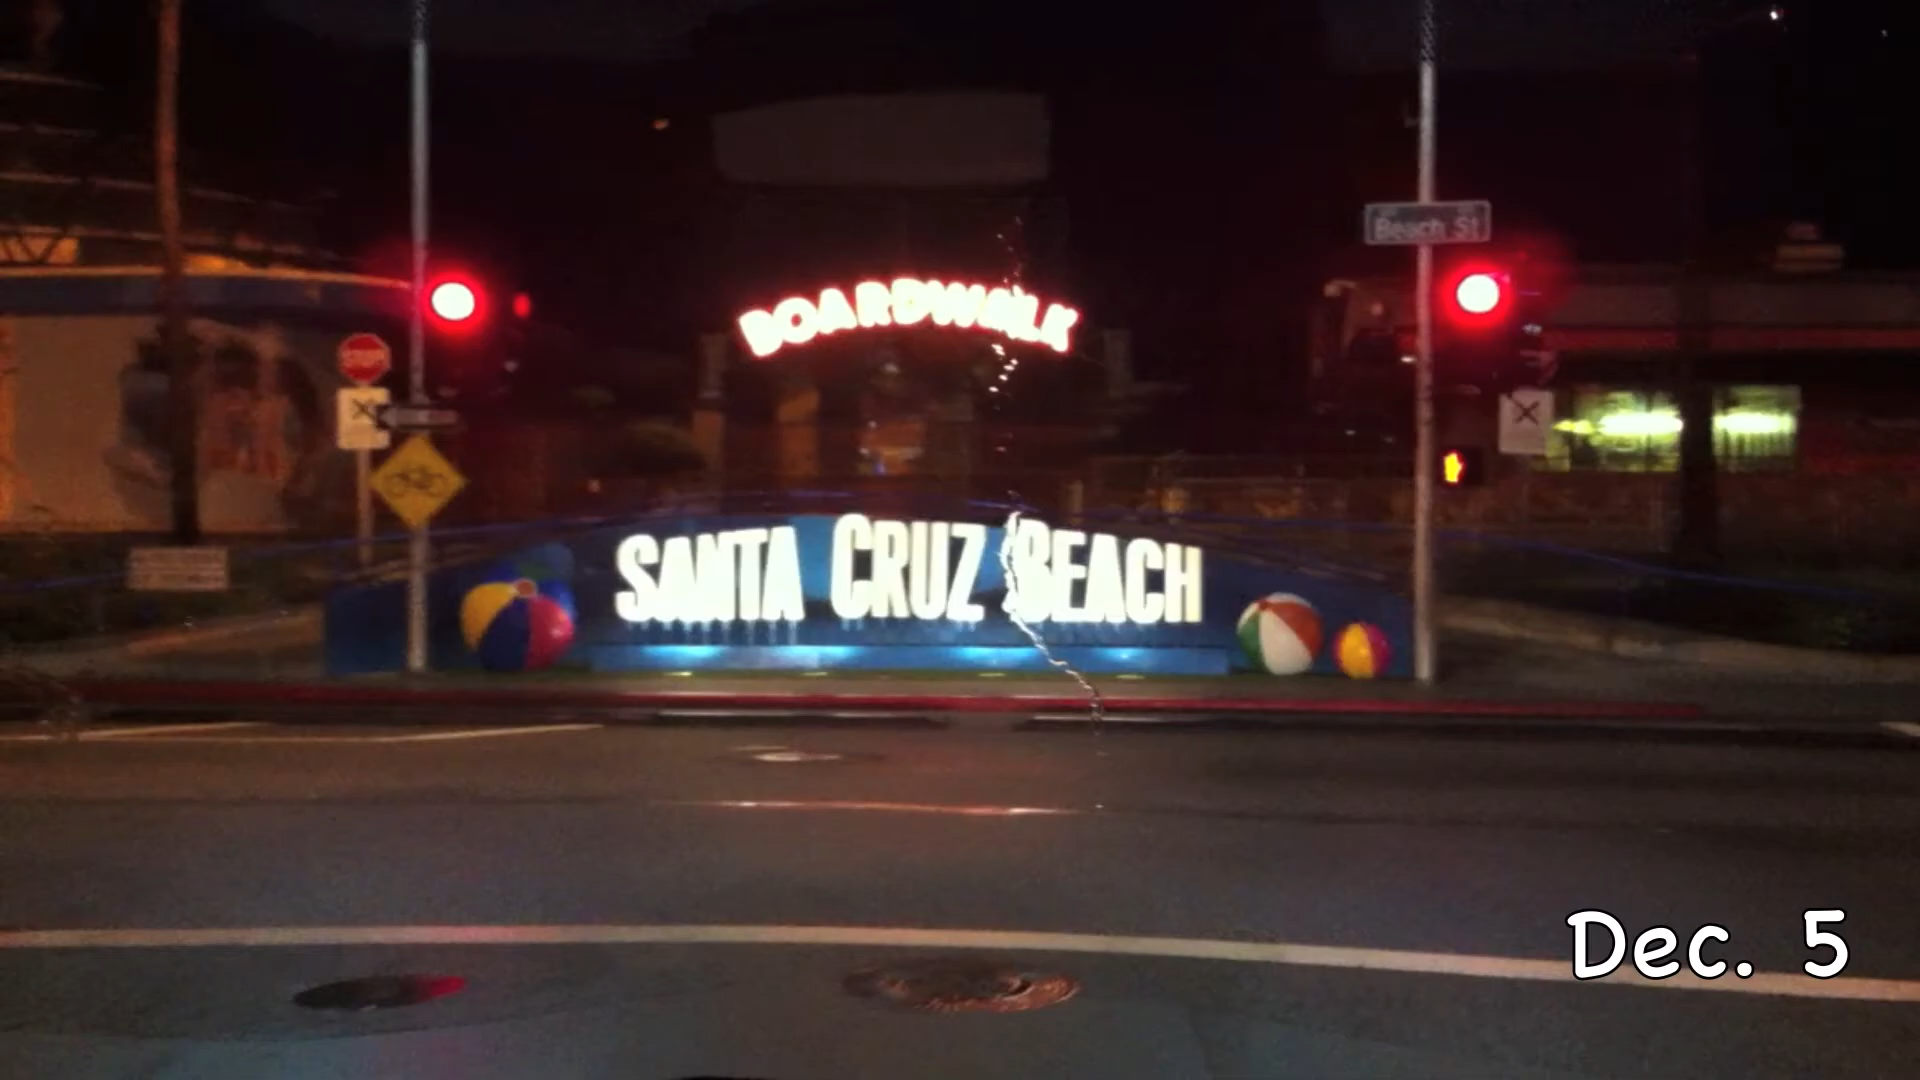 Beach St
BOARDWALK
STOP
SANTA CRUZ BEACH
Dec. 5